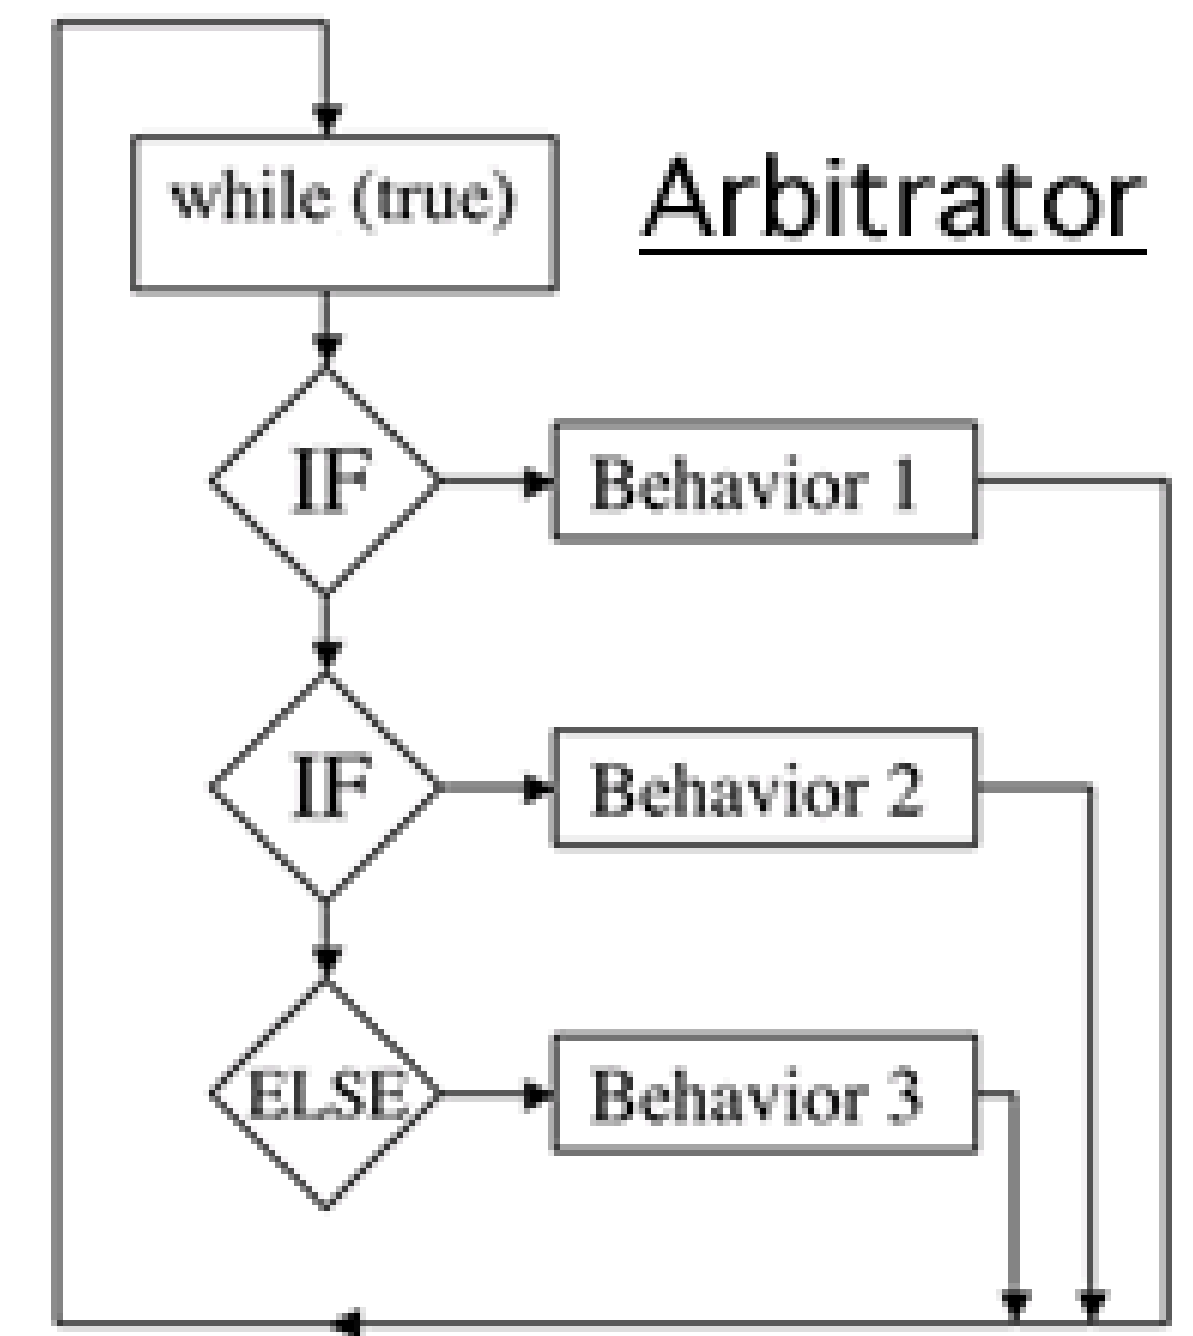 while (true)
Arbitrator
IF
Behavior 1
IF
Behavior 2
ELSE
Behavior 3